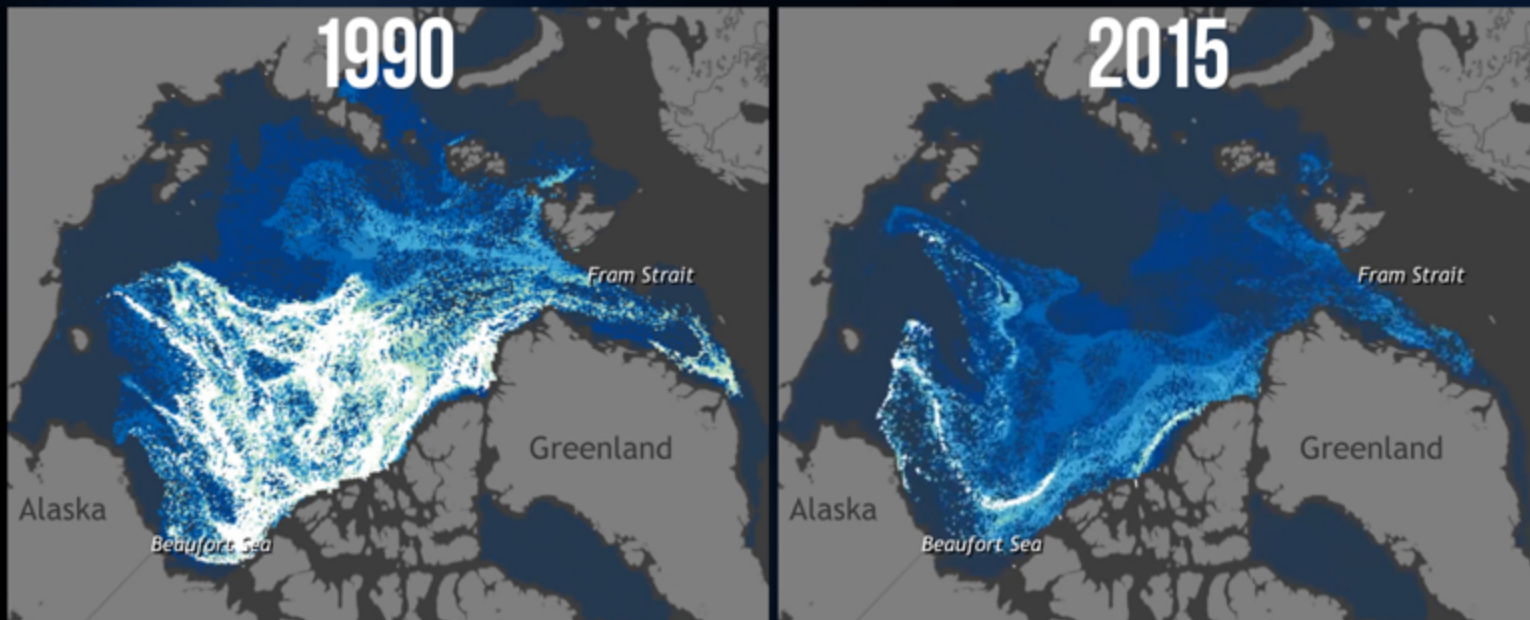 1990
Fram Strait
Greenland
Alaska
Beaufort Sea
2015
Fram Strait
Greenland
Alaska
Beaufort Sea